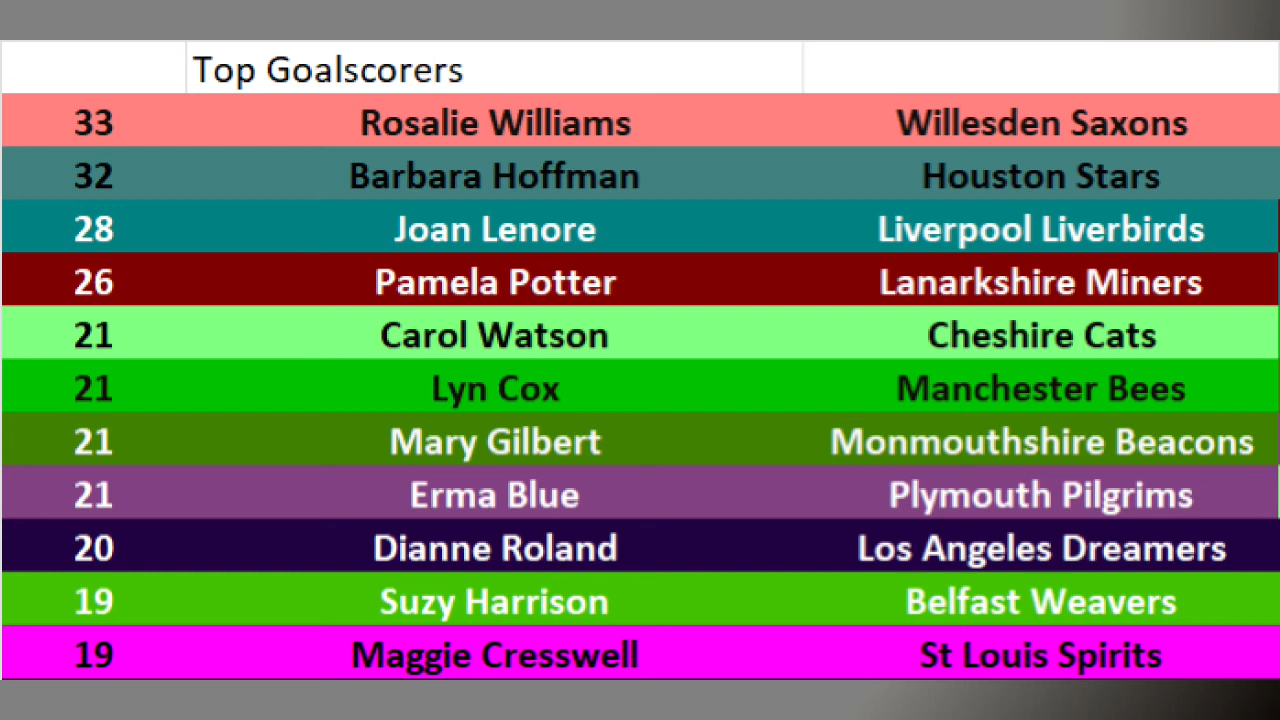 Top Goalscorers
33 Rosalie Williams Willesden Saxons
32 Barbara Hoffman Houston Stars
28 Joan Lenore Liverpool Liverbirds
26 Pamela Potter Lanarkshire Miners
21 Carol Watson Cheshire Cats
21 Lyn Cox Manchester Bees
21 Mary Gilbert Monmouthshire Beacons
21 Erma Blue Plymouth Pilgrims
20 Dianne Roland Los Angeles Dreamers
19 Suzy Harrison Belfast Weavers
19 Maggie Cresswell St Louis Spirits